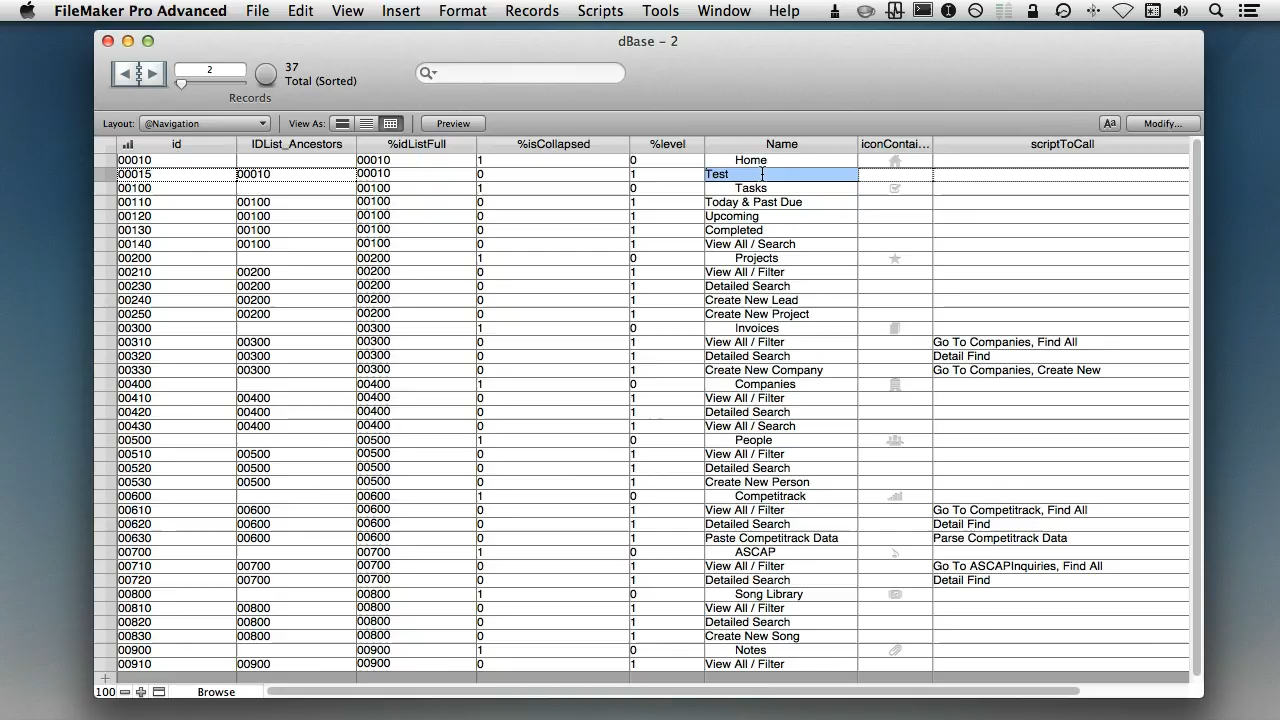 FileMaker Pro Advanced File Edit View Insert Format Records Scripts Tools Window Help
dBase - 2
2
37
Total (Sorted)
Records
Layout: @Navigation View As: Preview Aa Modify...
id IDList_Ancestors %idListFull %isCollapsed %level Name iconContai... scriptToCall
00010 00010 1 0 Home
00015 00010 00010 0 1 Test
00100 00100 1 0 Tasks
00110 00100 00100 0 1 Today & Past Due
00120 00100 00100 0 1 Upcoming
00130 00100 00100 0 1 Completed
00140 00100 00100 0 1 View All / Search
00200 00200 1 0 Projects
00210 00200 00200 0 1 View All / Filter
00230 00200 00200 0 1 Detailed Search
00240 00200 00200 0 1 Create New Lead
00250 00200 00200 0 1 Create New Project
00300 00300 1 0 Invoices
00310 00300 00300 0 1 View All / Filter Go To Companies, Find All
00320 00300 00300 0 1 Detailed Search Detail Find
00330 00300 00300 0 1 Create New Company Go To Companies, Create New
00400 00400 1 0 Companies
00410 00400 00400 0 1 View All / Filter
00420 00400 00400 0 1 Detailed Search
00430 00400 00400 0 1 View All / Search
00500 00500 1 0 People
00510 00500 00500 0 1 View All / Filter
00520 00500 00500 0 1 Detailed Search
00530 00500 00500 0 1 Create New Person
00600 00600 1 0 Competitrack
00610 00600 00600 0 1 View All / Filter Go To Competitrack, Find All
00620 00600 00600 0 1 Detailed Search Detail Find
00630 00600 00600 0 1 Paste Competitrack Data Parse Competitrack Data
00700 00700 1 0 ASCAP
00710 00700 00700 0 1 View All / Filter Go To ASCAPInquiries, Find All
00720 00700 00700 0 1 Detailed Search Detail Find
00800 00800 1 0 Song Library
00810 00800 00800 0 1 View All / Filter
00820 00800 00800 0 1 Detailed Search
00830 00800 00800 0 1 Create New Song
00900 00900 1 0 Notes
00910 00900 00900 0 1 View All / Filter
100 Browse